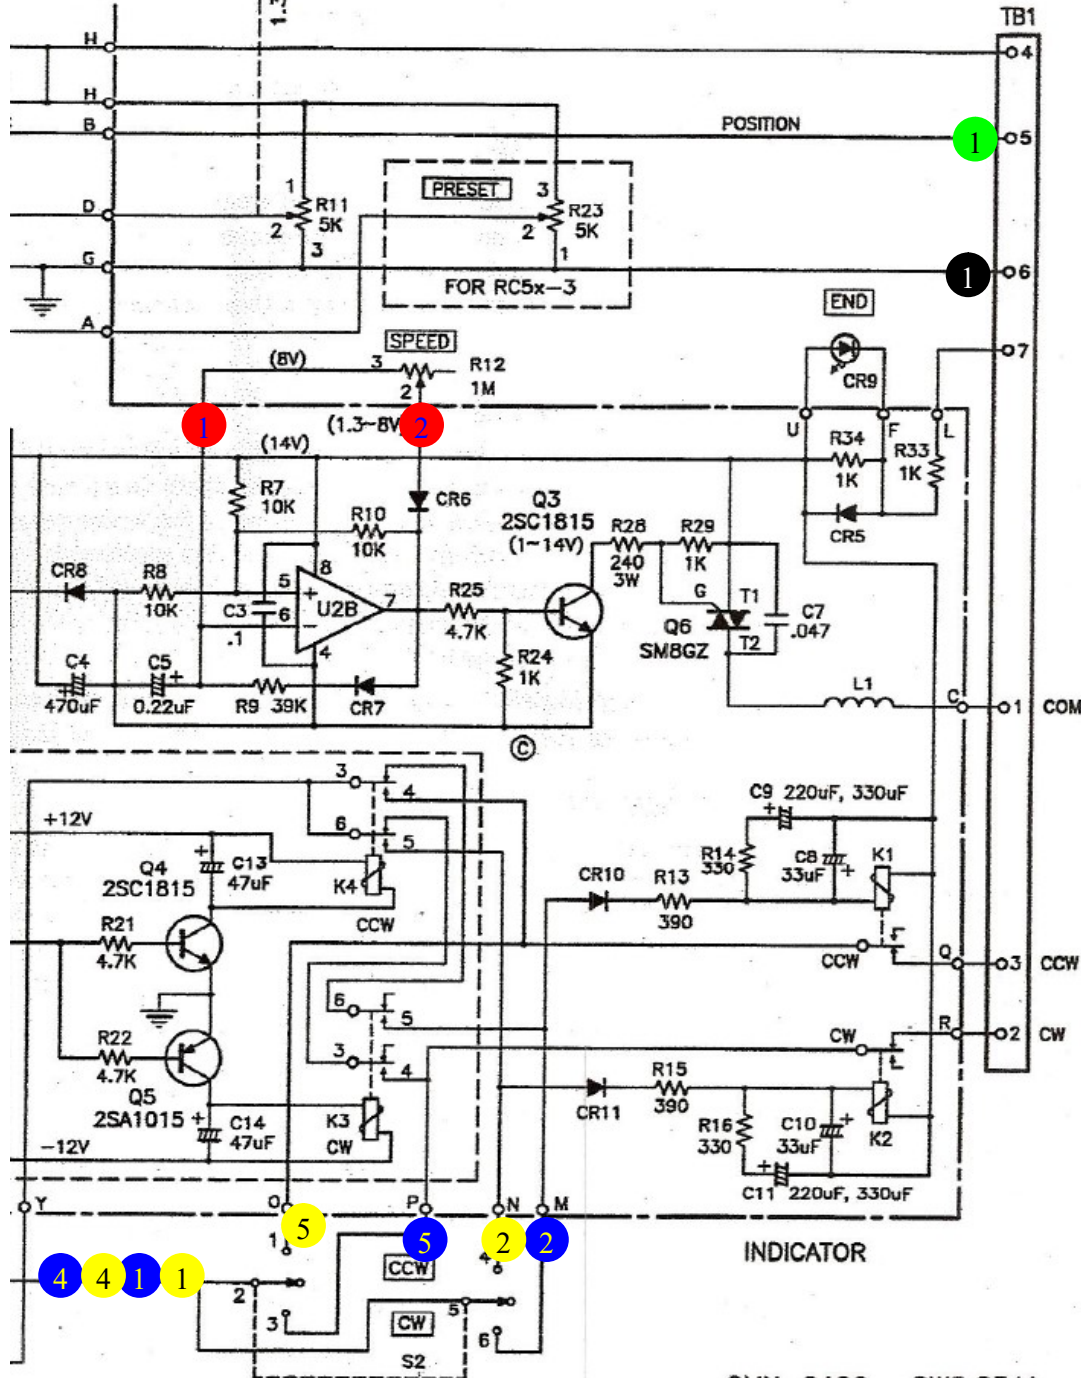 1.3
TB1
H
4
H
B
POSITION
1
5
PRESET
1
3
D
R11
5K
2
R23
5K
2
3
1
G
1
6
FOR RC5x-3
END
A
SPEED
7
(8V)
3
R12
1M
CR9
2
1
(1.3~8V)
2
U
F
L
(14V)
R34
1K
R33
1K
R7
10K
CR6
Q3
2SC1815
(1~14V)
R10
10K
R28
240
3W
R29
1K
CR5
CR8
R8
10K
8
5
+
U2B
7
6
−
C3
.1
4
R25
4.7K
G
T1
Q6
SM8GZ
T2
C7
.047
C4
+
470uF
C5
+
0.22uF
R9
39K
CR7
R24
1K
L1
C
1
COM
©
3
4
+12V
6
5
C9
220uF, 330uF
+
Q4
2SC1815
+
C13
47uF
K4
CCW
R14
330
C8
33uF
+
K1
CR10
R13
390
R21
4.7K
CCW
Q
3
CCW
6
5
R22
4.7K
3
4
CW
R
2
CW
Q5
2SA1015
+
C14
47uF
K3
CW
CR11
R15
390
R16
330
C10
33uF
+
K2
-12V
+
C11
220uF, 330uF
Y
O
P
N
M
5
5
2
2
1
4
INDICATOR
4
4
1
1
2
CCW
5
3
CW
6
S2